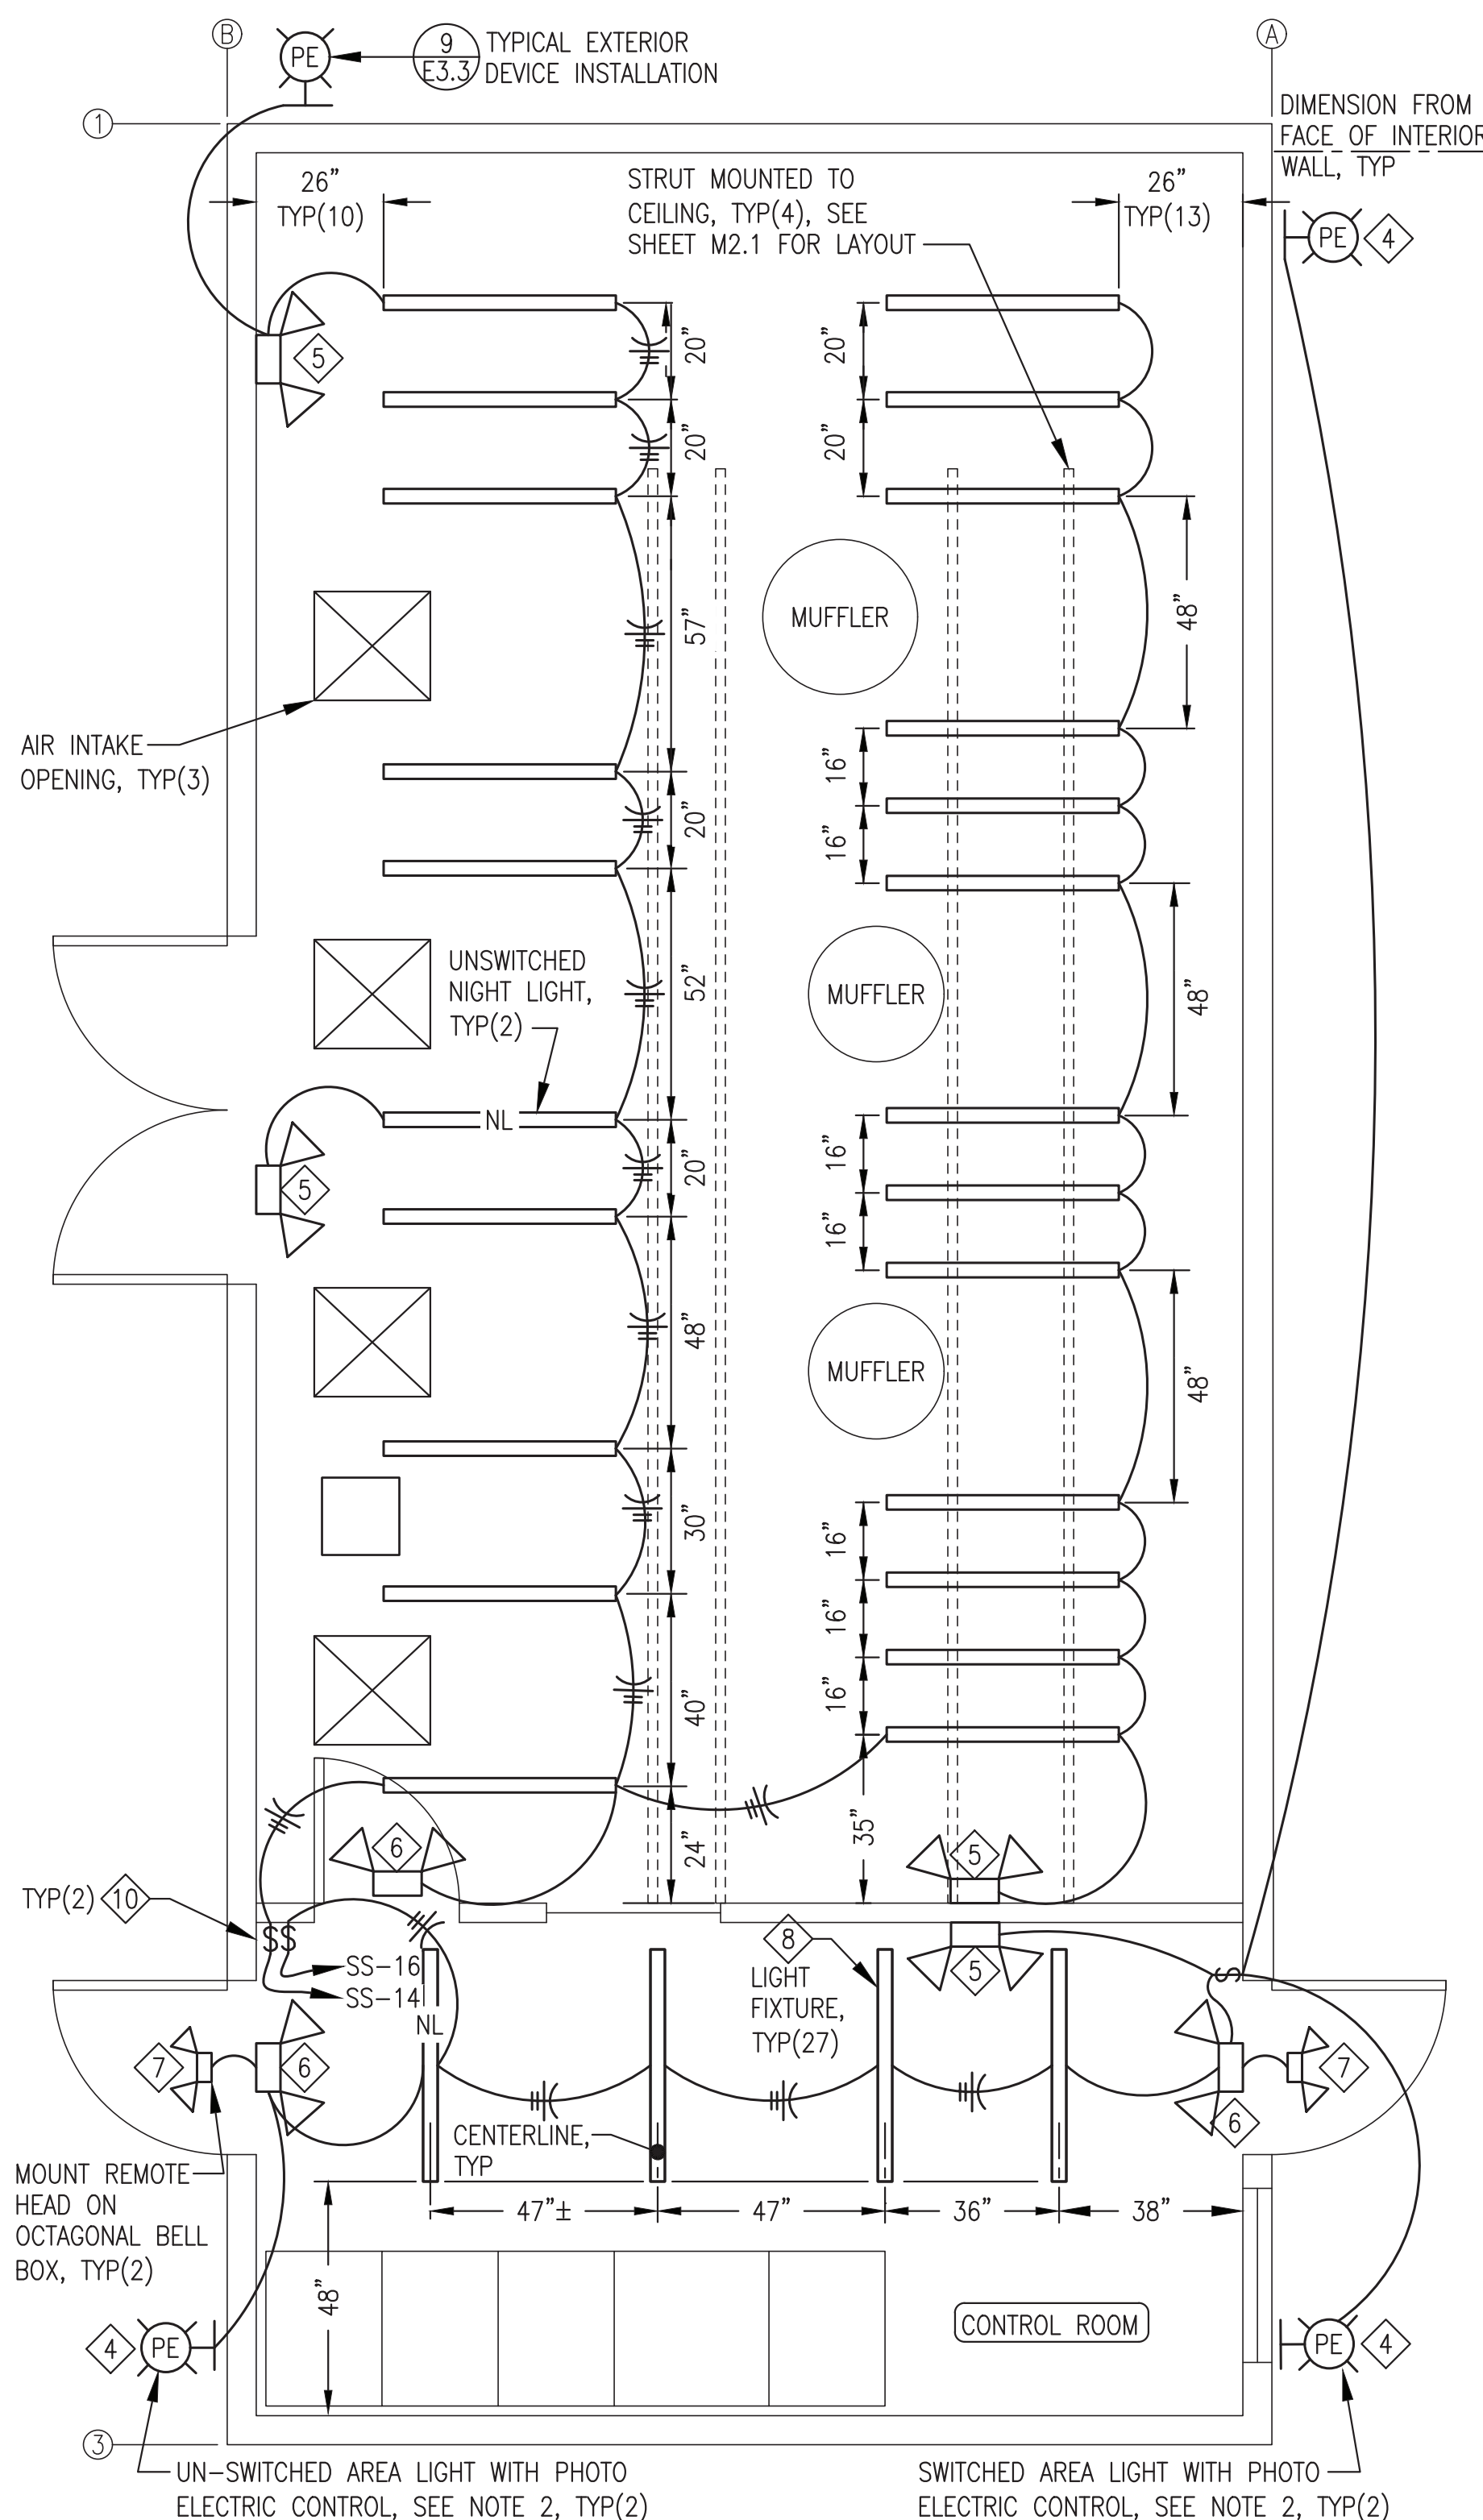 B
PE
9
E3.3
TYPICAL EXTERIOR
DEVICE INSTALLATION
A
1
DIMENSION FROM
FACE OF INTERIOR
WALL, TYP
26"
TYP(10)
STRUT MOUNTED TO
CEILING, TYP(4), SEE
SHEET M2.1 FOR LAYOUT
26"
TYP(13)
PE
4
5
20"
20"
20"
20"
57"
MUFFLER
48"
AIR INTAKE
OPENING, TYP(3)
16"
20"
16"
UNSWITCHED
NIGHT LIGHT,
TYP(2)
52"
MUFFLER
48"
NL
5
20"
16"
16"
48"
MUFFLER
48"
30"
16"
16"
40"
16"
6
24"
35"
5
TYP(2)
10
$$
SS-16
SS-14
NL
8
LIGHT
FIXTURE,
TYP(27)
5
S
7
6
6
7
CENTERLINE,
TYP
MOUNT REMOTE
HEAD ON
OCTAGONAL BELL
BOX, TYP(2)
47"±
47"
36"
38"
48"
CONTROL ROOM
4
PE
PE
4
3
UN-SWITCHED AREA LIGHT WITH PHOTO
ELECTRIC CONTROL, SEE NOTE 2, TYP(2)
SWITCHED AREA LIGHT WITH PHOTO
ELECTRIC CONTROL, SEE NOTE 2, TYP(2)